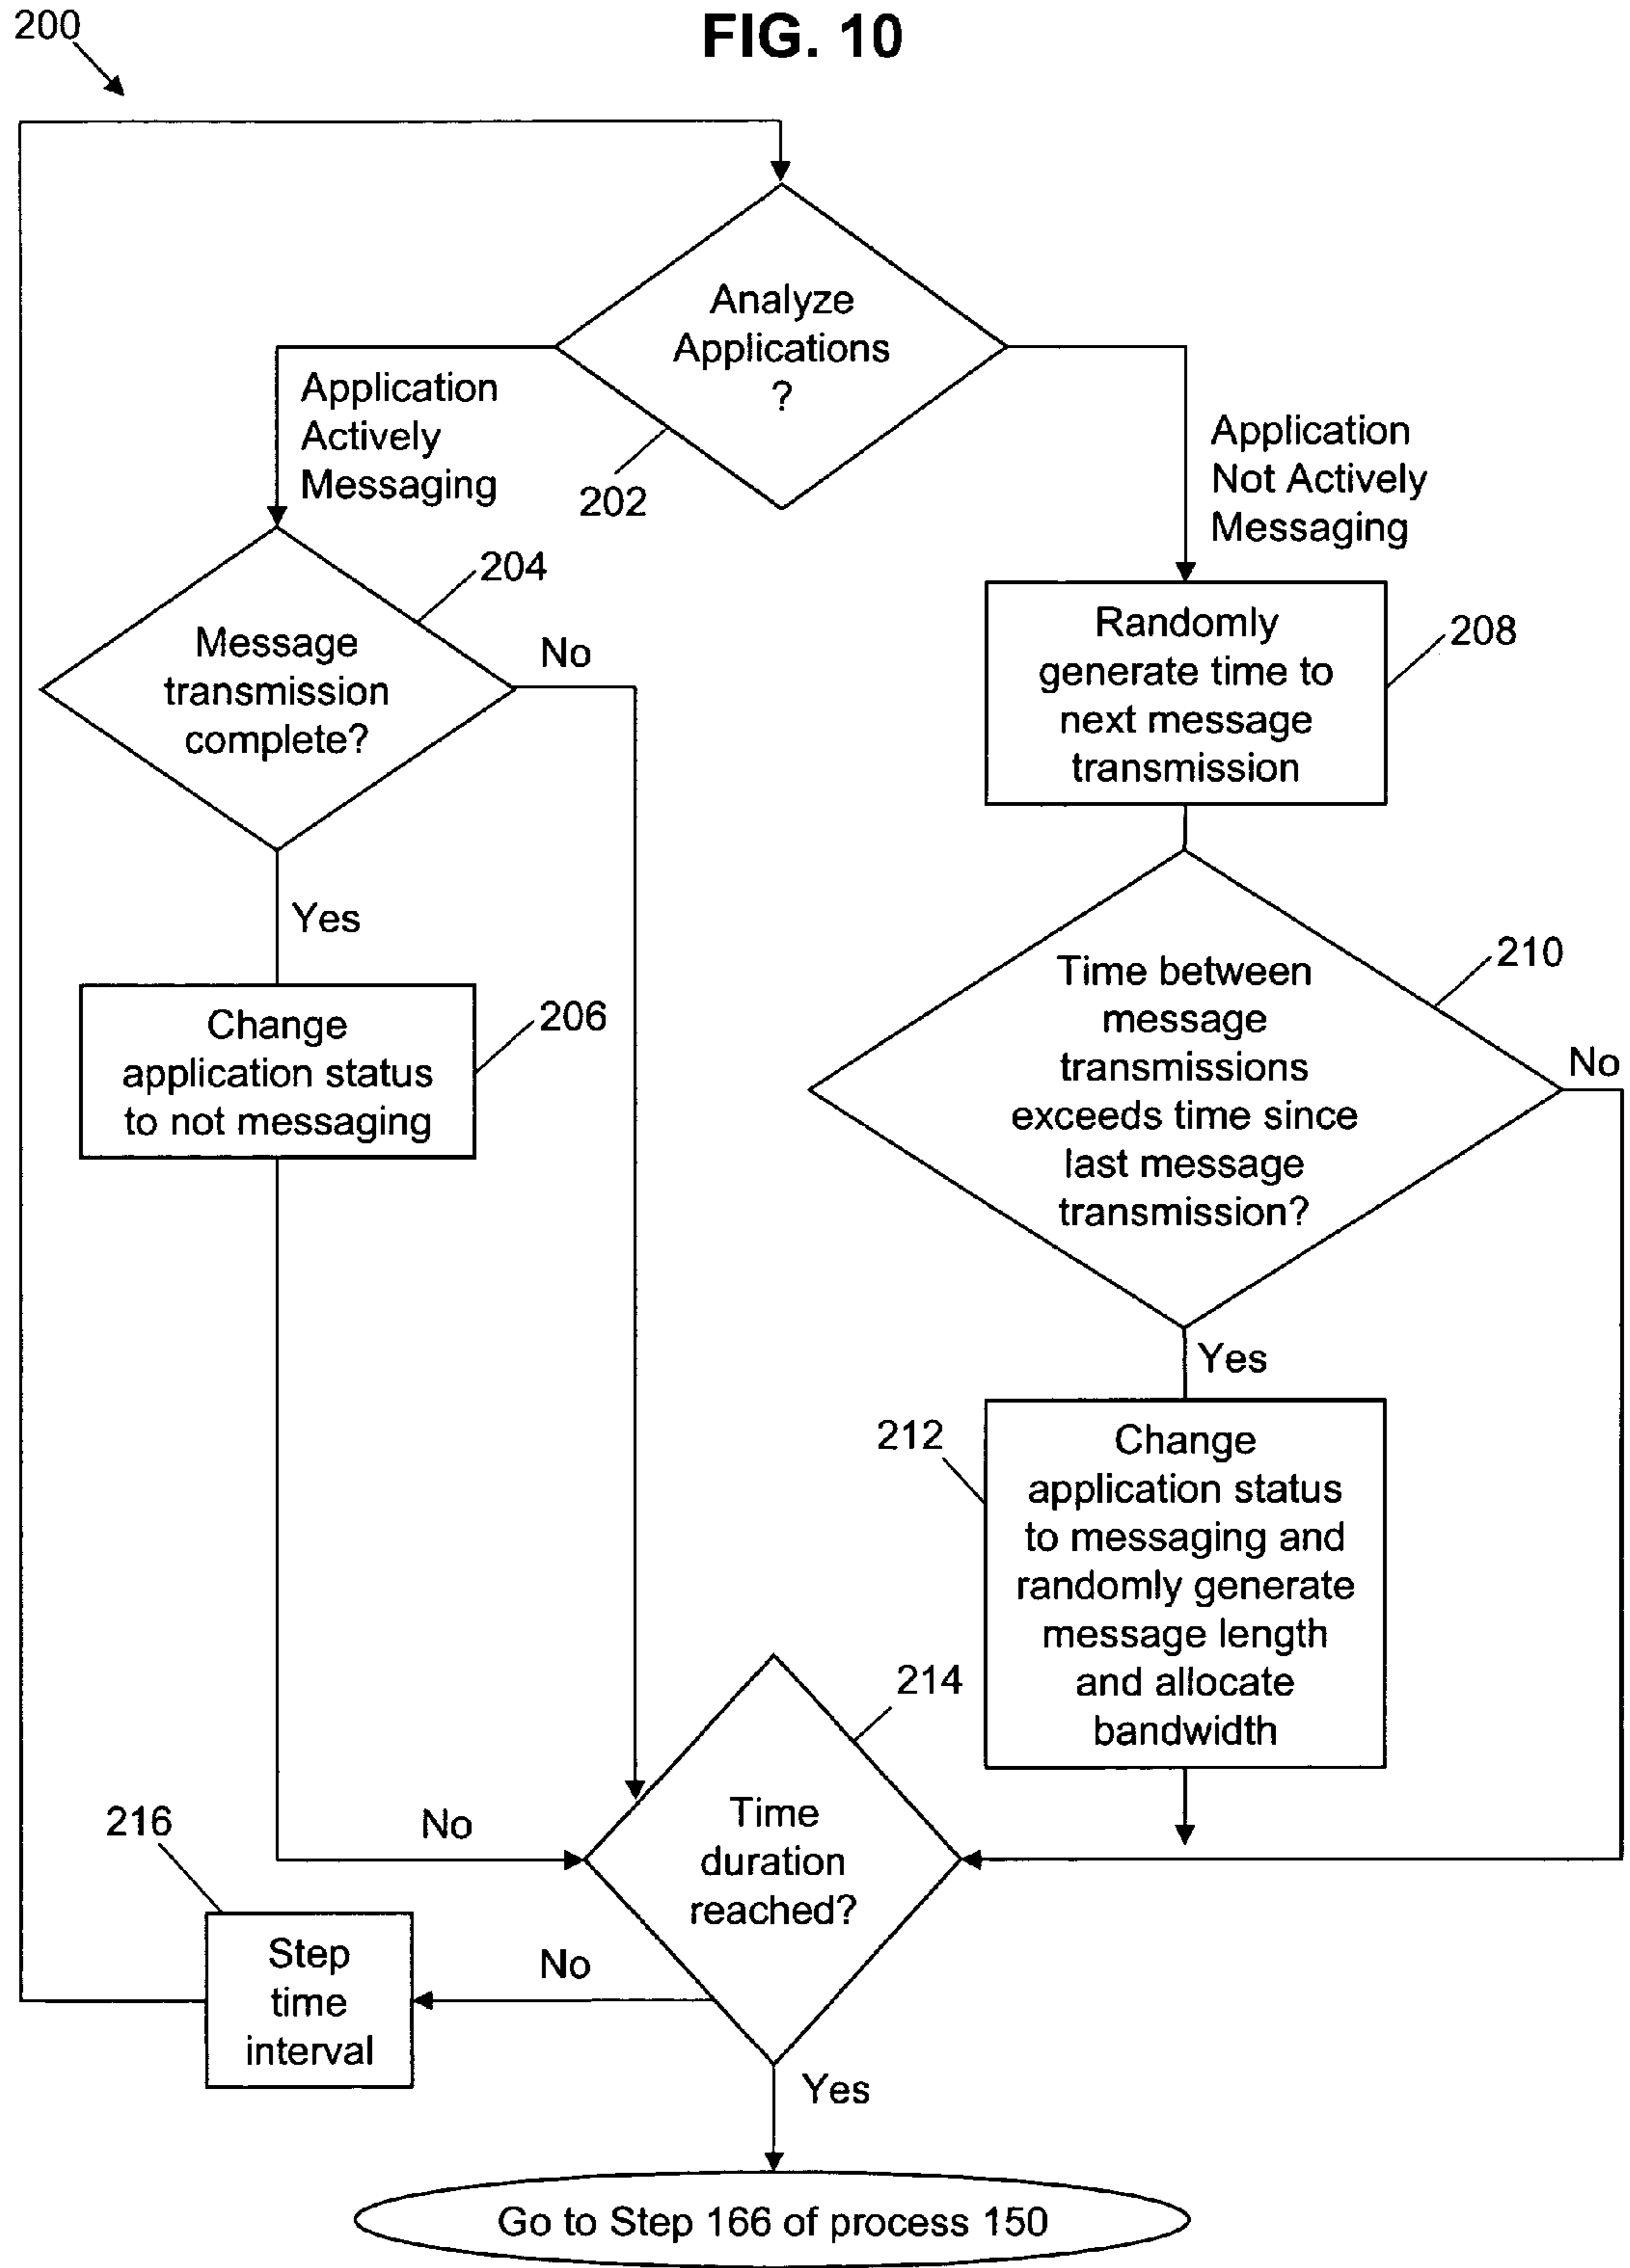 200
FIG. 10
Analyze
Applications
?
202
Application
Actively
Messaging
Application
Not Actively
Messaging
204
Message
transmission
complete?
No
Yes
Randomly
generate time to
next message
transmission
208
206
Change
application status
to not messaging
210
Time between
message
transmissions
exceeds time since
last message
transmission?
No
Yes
212
Change
application status
to messaging and
randomly generate
message length
and allocate
bandwidth
214
Time
duration
reached?
No
216
Step
time
interval
No
Yes
Go to Step 166 of process 150